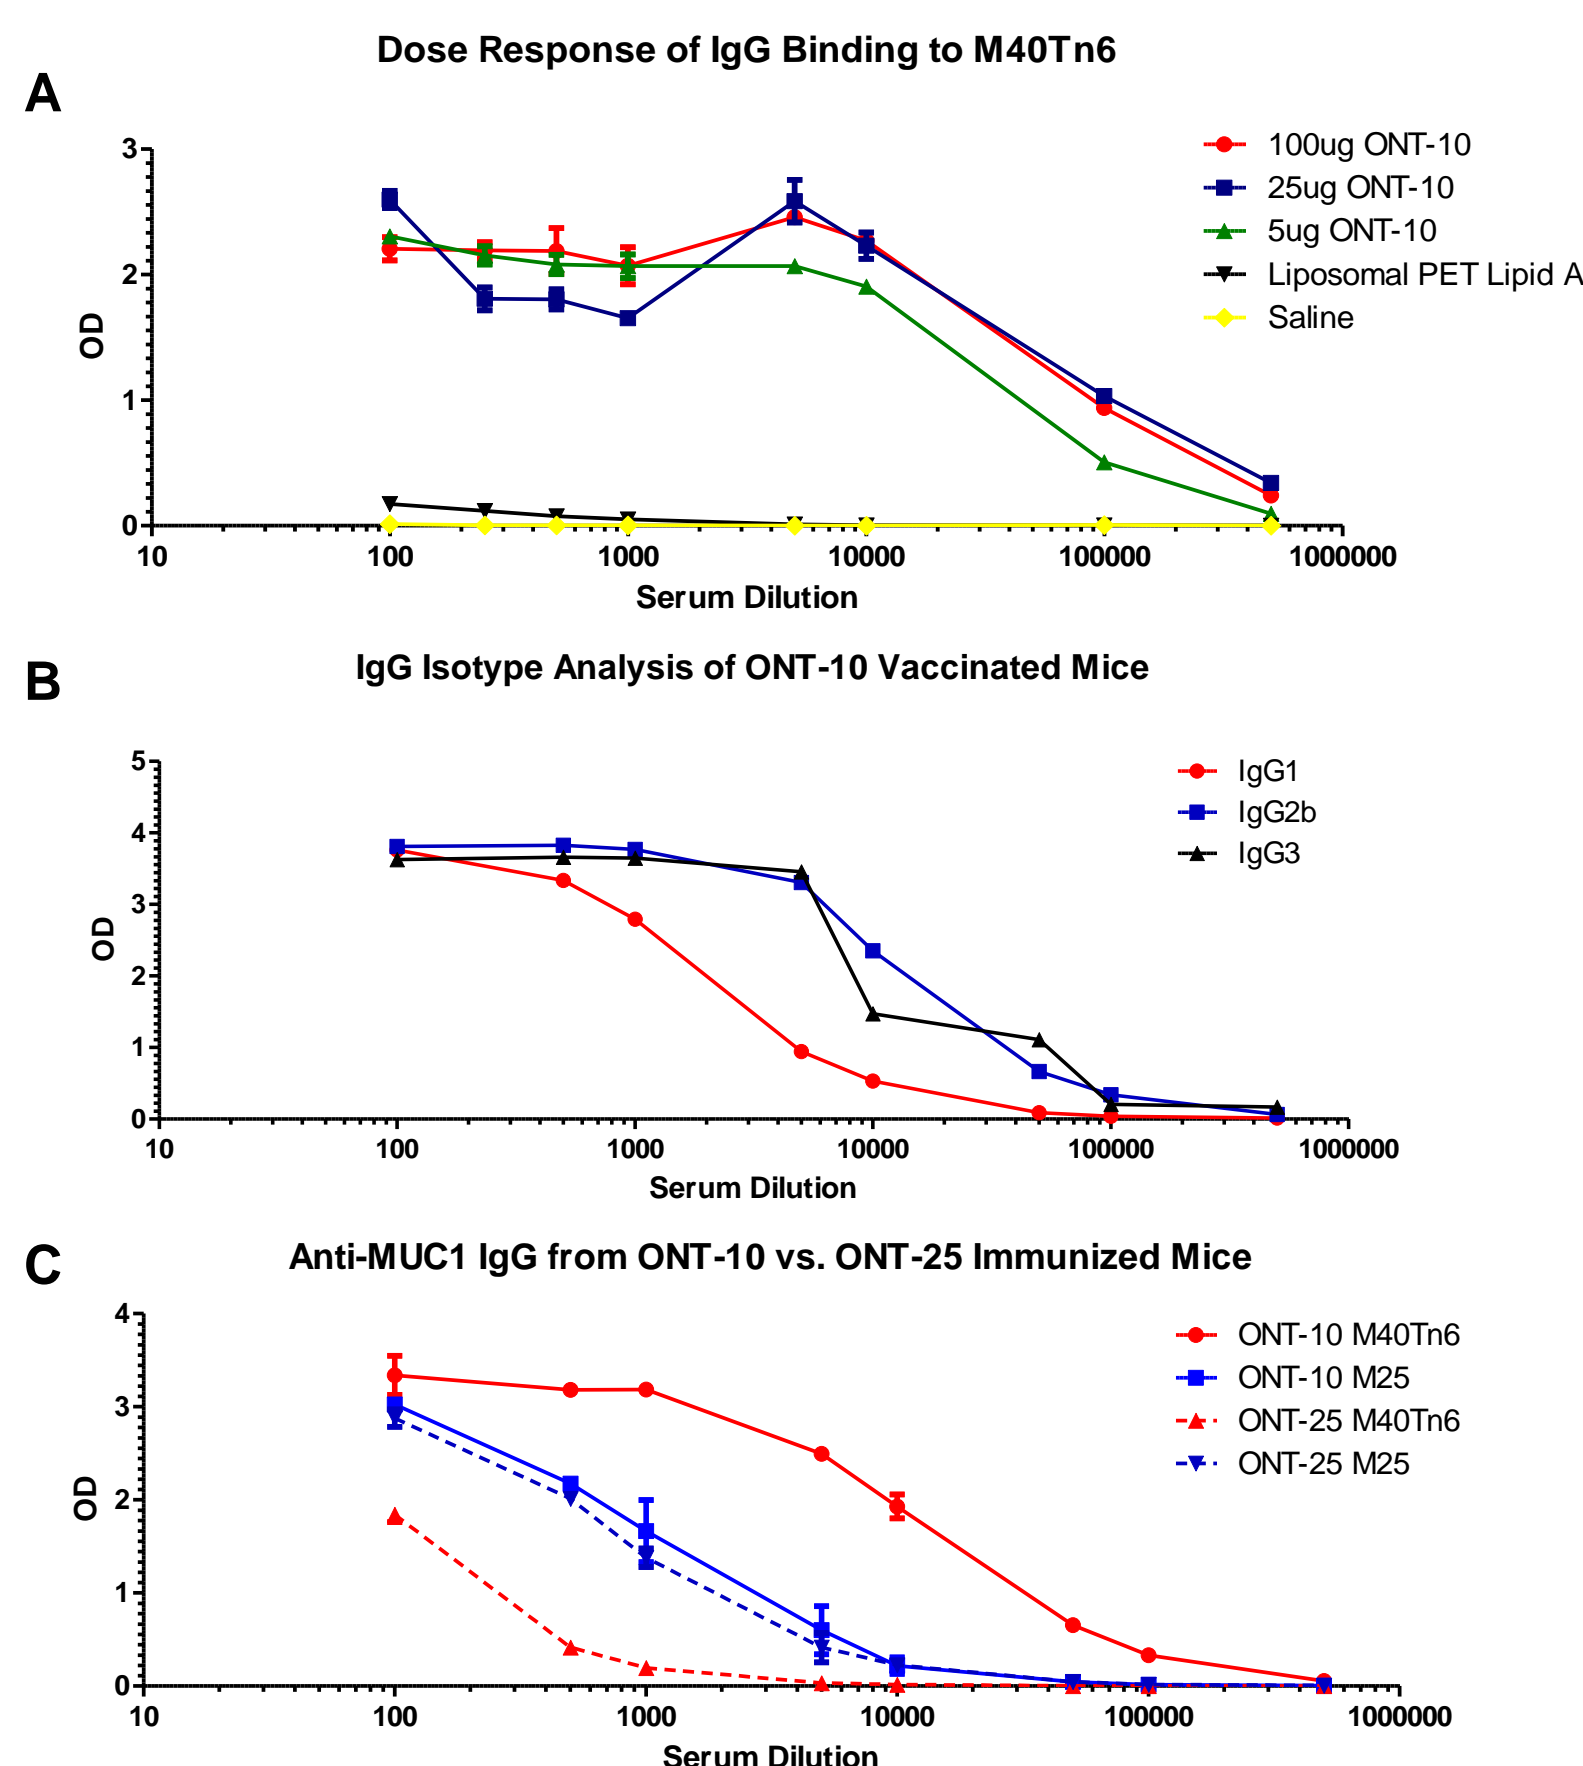 Dose Response of IgG Binding to M40Tn6
A
100ug ONT-10
25ug ONT-10
5ug ONT-10
Liposomal PET Lipid A
Saline
3
2
1
0
OD
10 100 1000 10000 100000 1000000
Serum Dilution
IgG Isotype Analysis of ONT-10 Vaccinated Mice
B
IgG1
IgG2b
IgG3
5
4
3
2
1
0
OD
10 100 1000 10000 100000 1000000
Serum Dilution
C
Anti-MUC1 IgG from ONT-10 vs. ONT-25 Immunized Mice
ONT-10 M40Tn6
ONT-10 M25
ONT-25 M40Tn6
ONT-25 M25
4
3
2
1
0
OD
10 100 1000 10000 100000 1000000
Serum Dilution